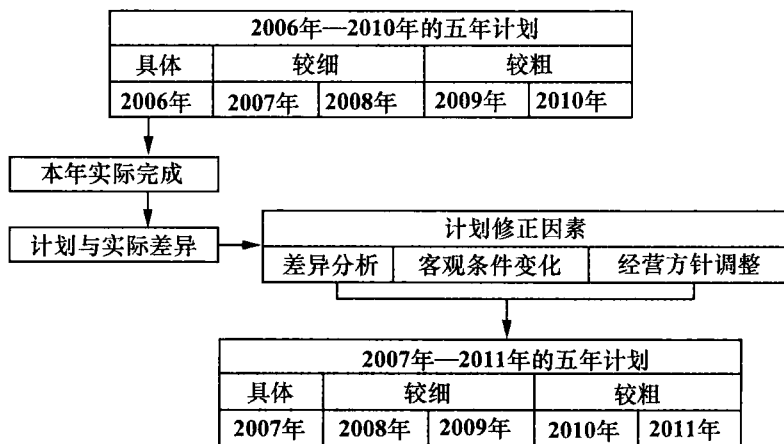 2006年—2010年的五年计划
具体 较细 较粗
2006年 2007年 2008年 2009年 2010年
本年实际完成
计划与实际差异
计划修正因素
差异分析 客观条件变化 经营方针调整
2007年—2011年的五年计划
具体 较细 较粗
2007年 2008年 2009年 2010年 2011年